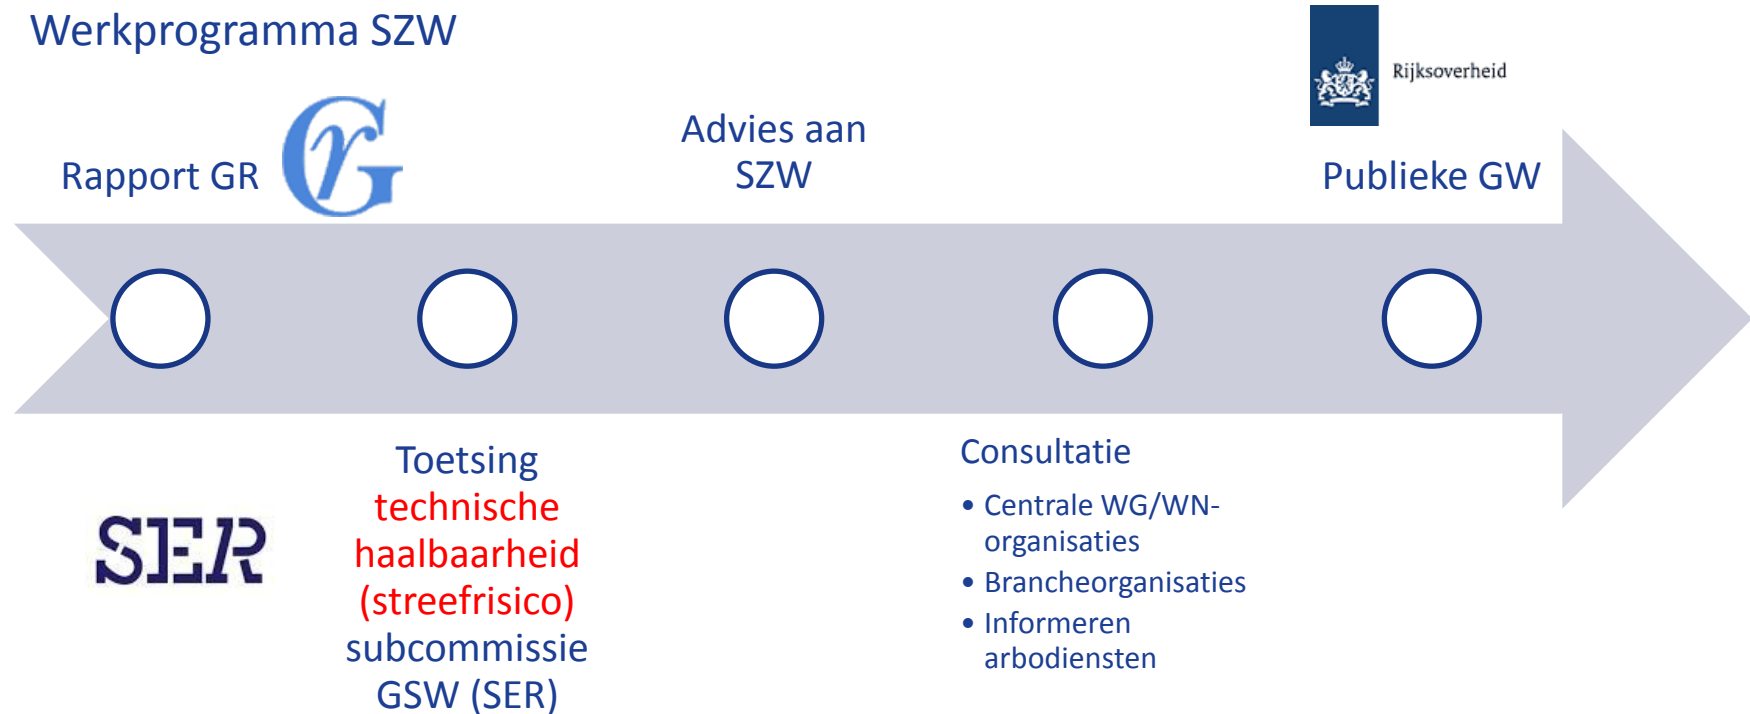 Werkprogramma SZW
Rijksoverheid
Rapport GR
Gr
Advies aan
SZW
Publieke GW
SER
Toetsing
technische
haalbaarheid
(streefrisico)
subcommissie
GSW (SER)
Consultatie
• Centrale WG/WN-
organisaties
• Brancheorganisaties
• Informeren
arbodiensten